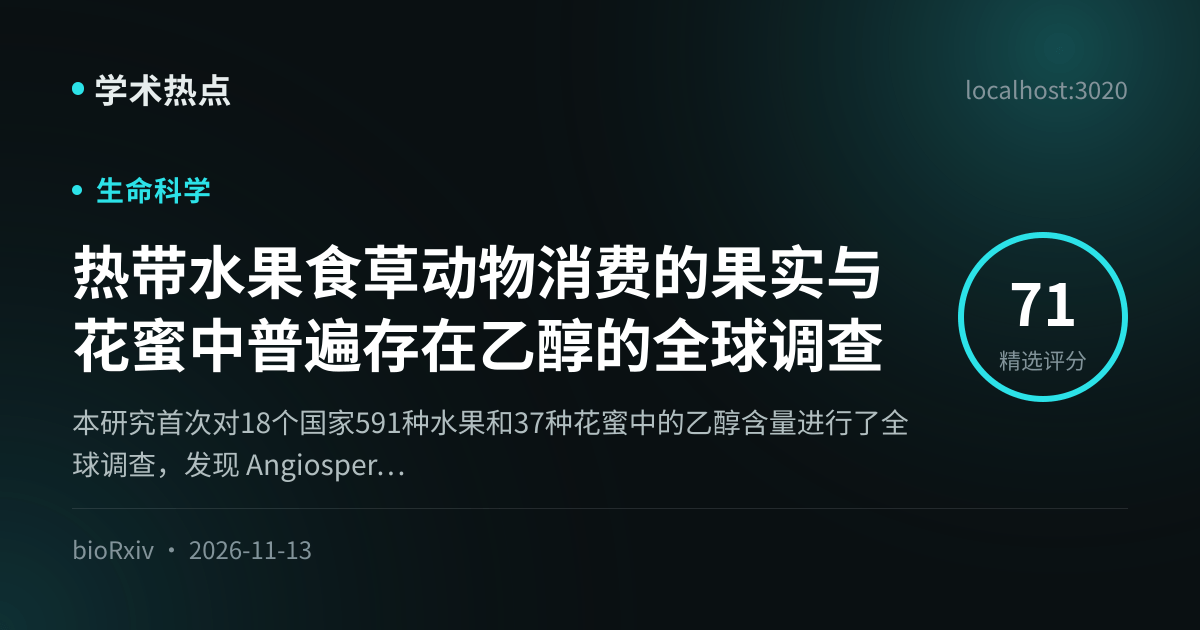 学术热点
localhost:3020
生命科学
热带水果食草动物消费的果实与
花蜜中普遍存在乙醇的全球调查
71
精选评分
本研究首次对18个国家591种水果和37种花蜜中的乙醇含量进行了全
球调查，发现 Angiosper…
bioRxiv • 2026-11-13